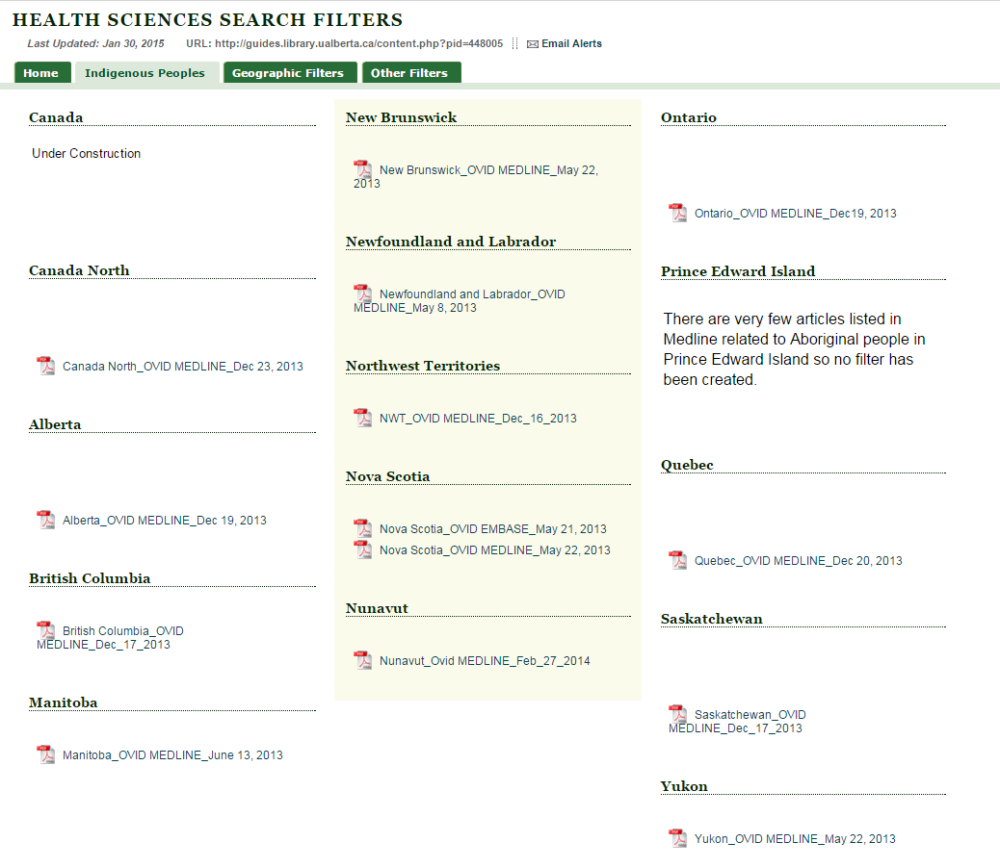 HEALTH SCIENCES SEARCH FILTERS
Last Updated: Jan 30, 2015 URL: http://guides.library.ualberta.ca/content.php?pid=448005 Email Alerts
Home Indigenous Peoples Geographic Filters Other Filters
Canada
Under Construction
Canada North
Canada North_OVID MEDLINE_Dec 23, 2013
Alberta
Alberta_OVID MEDLINE_Dec 19, 2013
British Columbia
British Columbia_OVID
MEDLINE_Dec_17_2013
Manitoba
Manitoba_OVID MEDLINE_June 13, 2013
New Brunswick
New Brunswick_OVID MEDLINE_May 22,
2013
Newfoundland and Labrador
Newfoundland and Labrador_OVID
MEDLINE_May 8, 2013
Northwest Territories
NWT_OVID MEDLINE_Dec_16_2013
Nova Scotia
Nova Scotia_OVID EMBASE_May 21, 2013
Nova Scotia_OVID MEDLINE_May 22, 2013
Nunavut
Nunavut_Ovid MEDLINE_Feb_27_2014
Ontario
Ontario_OVID MEDLINE_Dec19, 2013
Prince Edward Island
There are very few articles listed in
Medline related to Aboriginal people in
Prince Edward Island so no filter has
been created.
Quebec
Quebec_OVID MEDLINE_Dec 20, 2013
Saskatchewan
Saskatchewan_OVID
MEDLINE_Dec_17_2013
Yukon
Yukon_OVID MEDLINE_May 22, 2013